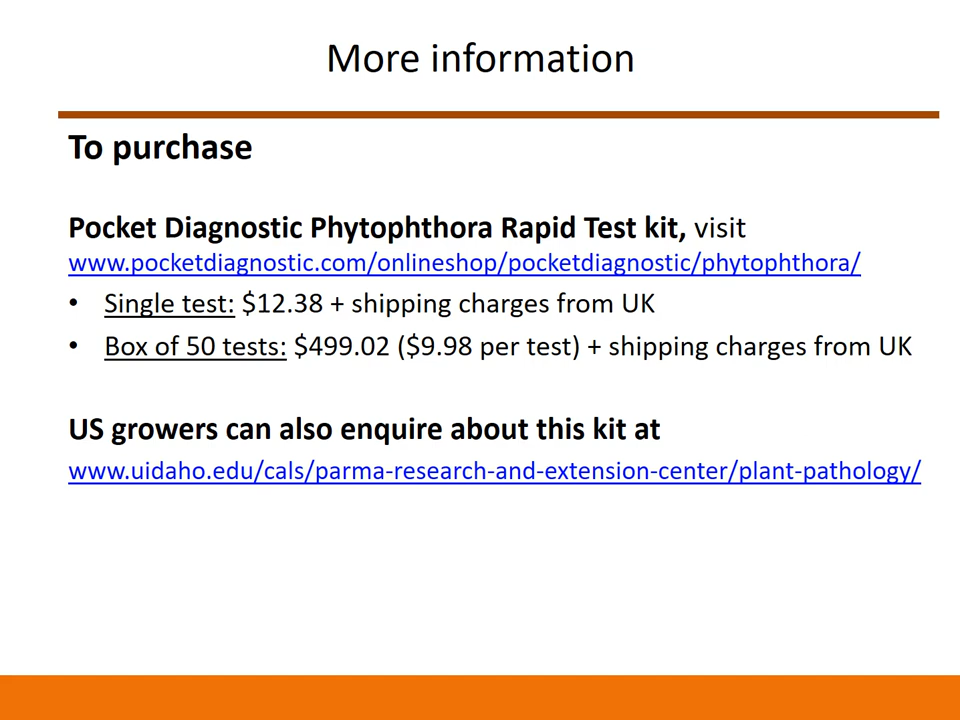 More information
To purchase
Pocket Diagnostic Phytophthora Rapid Test kit, visit
www.pocketdiagnostic.com/onlineshop/pocketdiagnostic/phytophthora/
• Single test: $12.38 + shipping charges from UK
• Box of 50 tests: $499.02 ($9.98 per test) + shipping charges from UK
US growers can also enquire about this kit at
www.uidaho.edu/cals/parma-research-and-extension-center/plant-pathology/